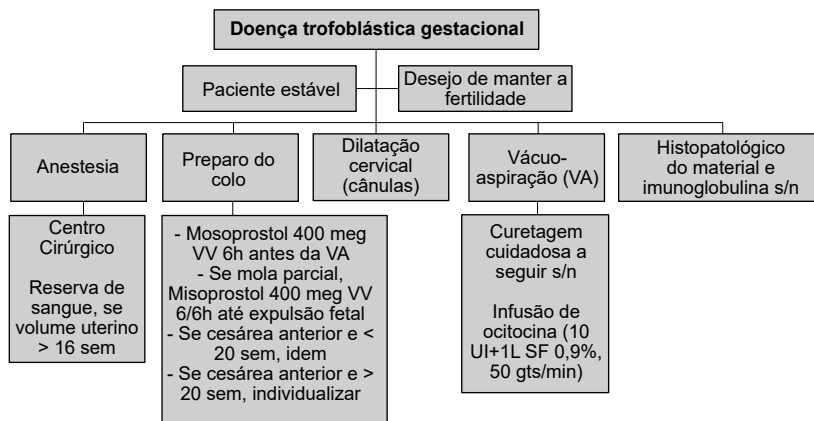 Doença trofoblástica gestacional
Paciente estável
Desejo de manter a
fertilidade
Anestesia
Preparo do
colo
Dilatação
cervical
(cânulas)
Vácuo-
aspiração (VA)
Histopatológico
do material e
imunoglobulina s/n
Centro
Cirúrgico
Reserva de
sangue, se
volume uterino
> 16 sem
- Mosoprostol 400 meg
VV 6h antes da VA
- Se mola parcial,
Misoprostol 400 meg VV
6/6h até expulsão fetal
- Se cesárea anterior e <
20 sem, idem
- Se cesárea anterior e >
20 sem, individualizar
Curetagem
cuidadosa a
seguir s/n
Infusão de
ocitocina (10
UI+1L SF 0,9%,
50 gts/min)